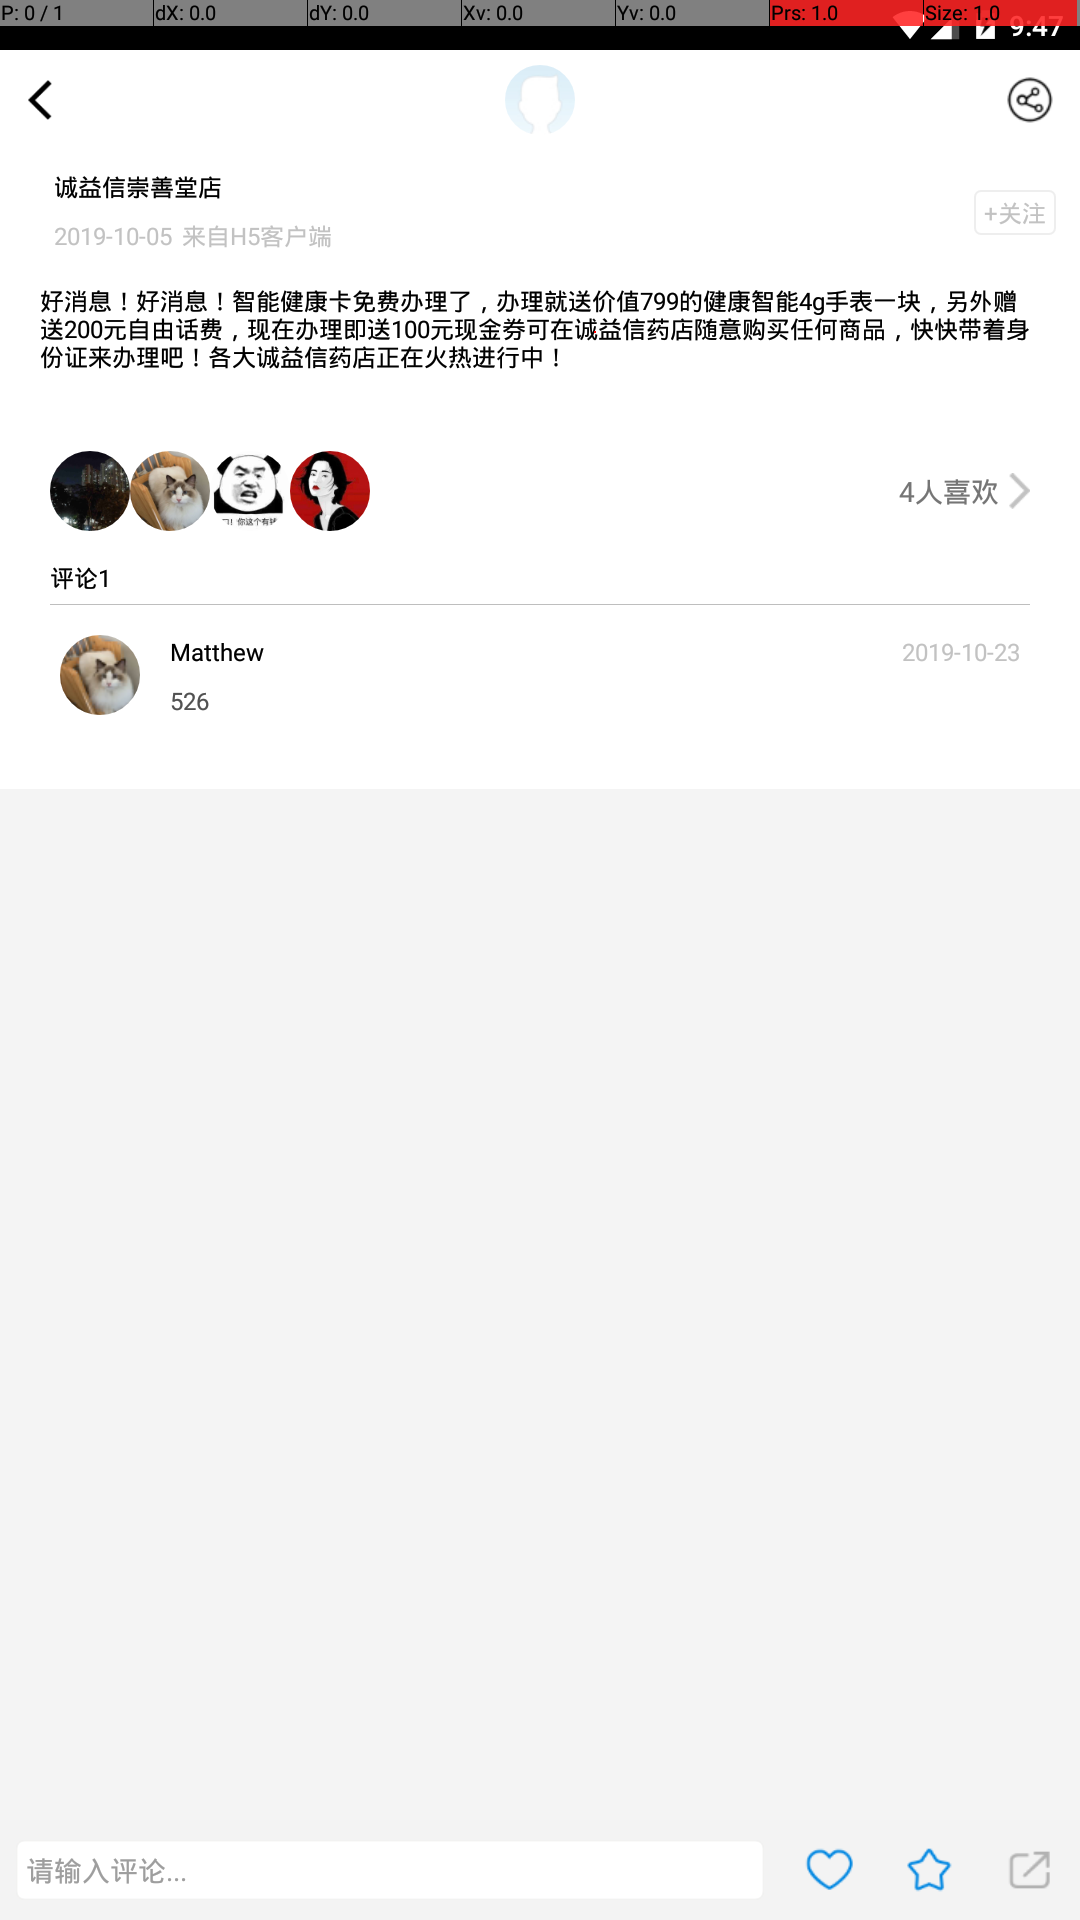 P: 0 / 1 dX: 0.0 dY: 0.0 Xv: 0.0 Yv: 0.0 Prs: 1.0 Size: 1.0
9:47
诚益信崇善堂店
+关注
2019-10-05 来自H5客户端
好消息！好消息！智能健康卡免费办理了，办理就送价值799的健康智能4g手表一块，另外赠
送200元自由话费，现在办理即送100元现金券可在诚益信药店随意购买任何商品，快快带着身
份证来办理吧！各大诚益信药店正在火热进行中！
你这个有钱
4人喜欢
评论1
Matthew 2019-10-23
526
请输入评论...